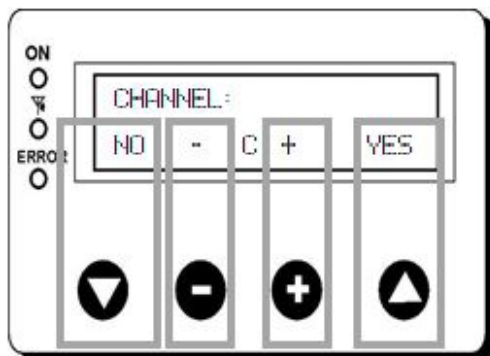 ON
ERROR
CHANNEL:
NO - C + YES
- +